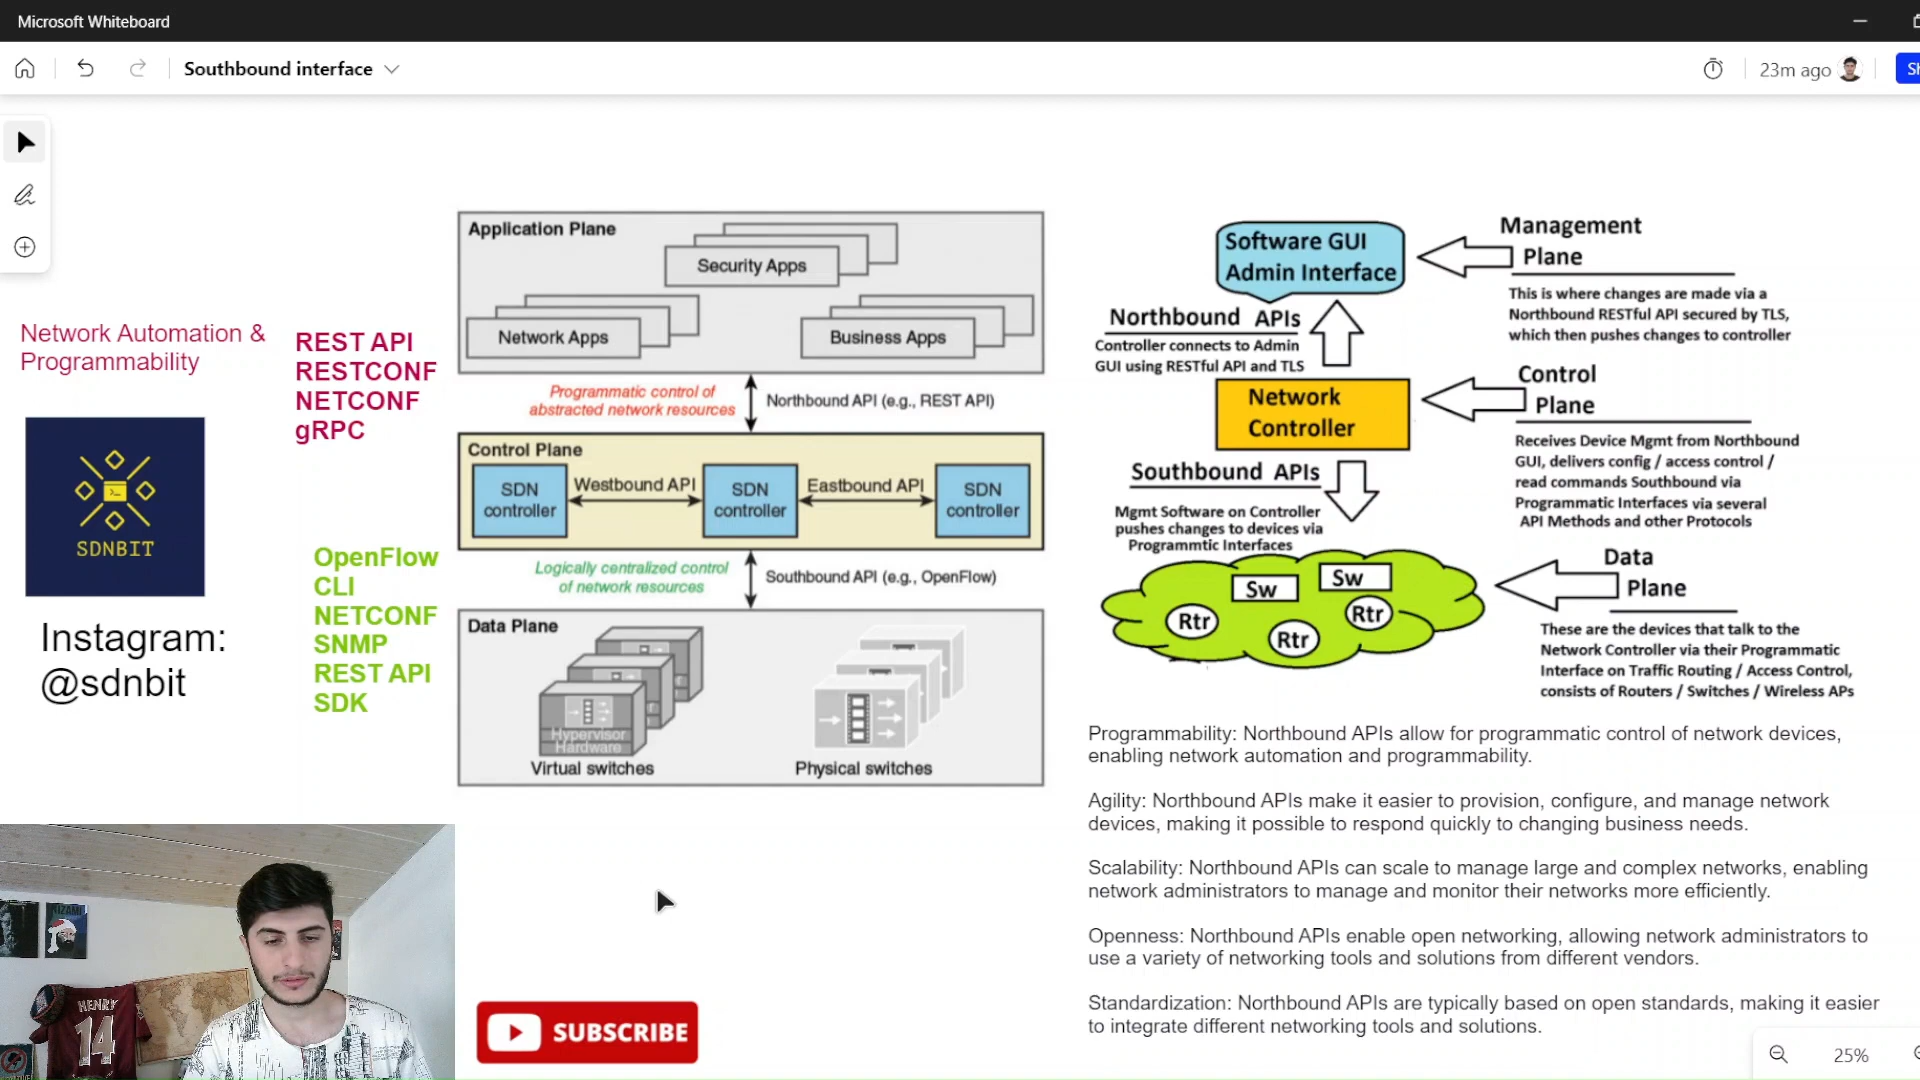 Microsoft Whiteboard
Southbound interface
23m ago
Network Automation &
Programmability
SDNBIT
Instagram:
@sdnbit
REST API
RESTCONF
NETCONF
gRPC
OpenFlow
CLI
NETCONF
SNMP
REST API
SDK
Application Plane
Security Apps
Network Apps
Business Apps
Programmatic control of
abstracted network resources
Northbound API (e.g., REST API)
Control Plane
SDN
controller
Westbound API
SDN
controller
Eastbound API
SDN
controller
Logically centralized control
of network resources
Southbound API (e.g., OpenFlow)
Data Plane
Hypervisor
Hardware
Virtual switches
Physical switches
Software GUI
Admin Interface
Management
Plane
This is where changes are made via a
Northbound RESTful API secured by TLS,
which then pushes changes to controller
Northbound APIs
Controller connects to Admin
GUI using RESTful API and TLS
Network
Controller
Control
Plane
Receives Device Mgmt from Northbound
GUI, delivers config / access control /
read commands Southbound via
Programmatic Interfaces via several
API Methods and other Protocols
Southbound APIs
Mgmt Software on Controller
pushes changes to devices via
Programmtic Interfaces
Sw
Sw
Rtr
Rtr
Rtr
Data
Plane
These are the devices that talk to the
Network Controller via their Programmatic
Interface on Traffic Routing / Access Control,
consists of Routers / Switches / Wireless APs
Programmability: Northbound APIs allow for programmatic control of network devices,
enabling network automation and programmability.
Agility: Northbound APIs make it easier to provision, configure, and manage network
devices, making it possible to respond quickly to changing business needs.
Scalability: Northbound APIs can scale to manage large and complex networks, enabling
network administrators to manage and monitor their networks more efficiently.
Openness: Northbound APIs enable open networking, allowing network administrators to
use a variety of networking tools and solutions from different vendors.
Standardization: Northbound APIs are typically based on open standards, making it easier
to integrate different networking tools and solutions.
HENRY
14
SUBSCRIBE
25%